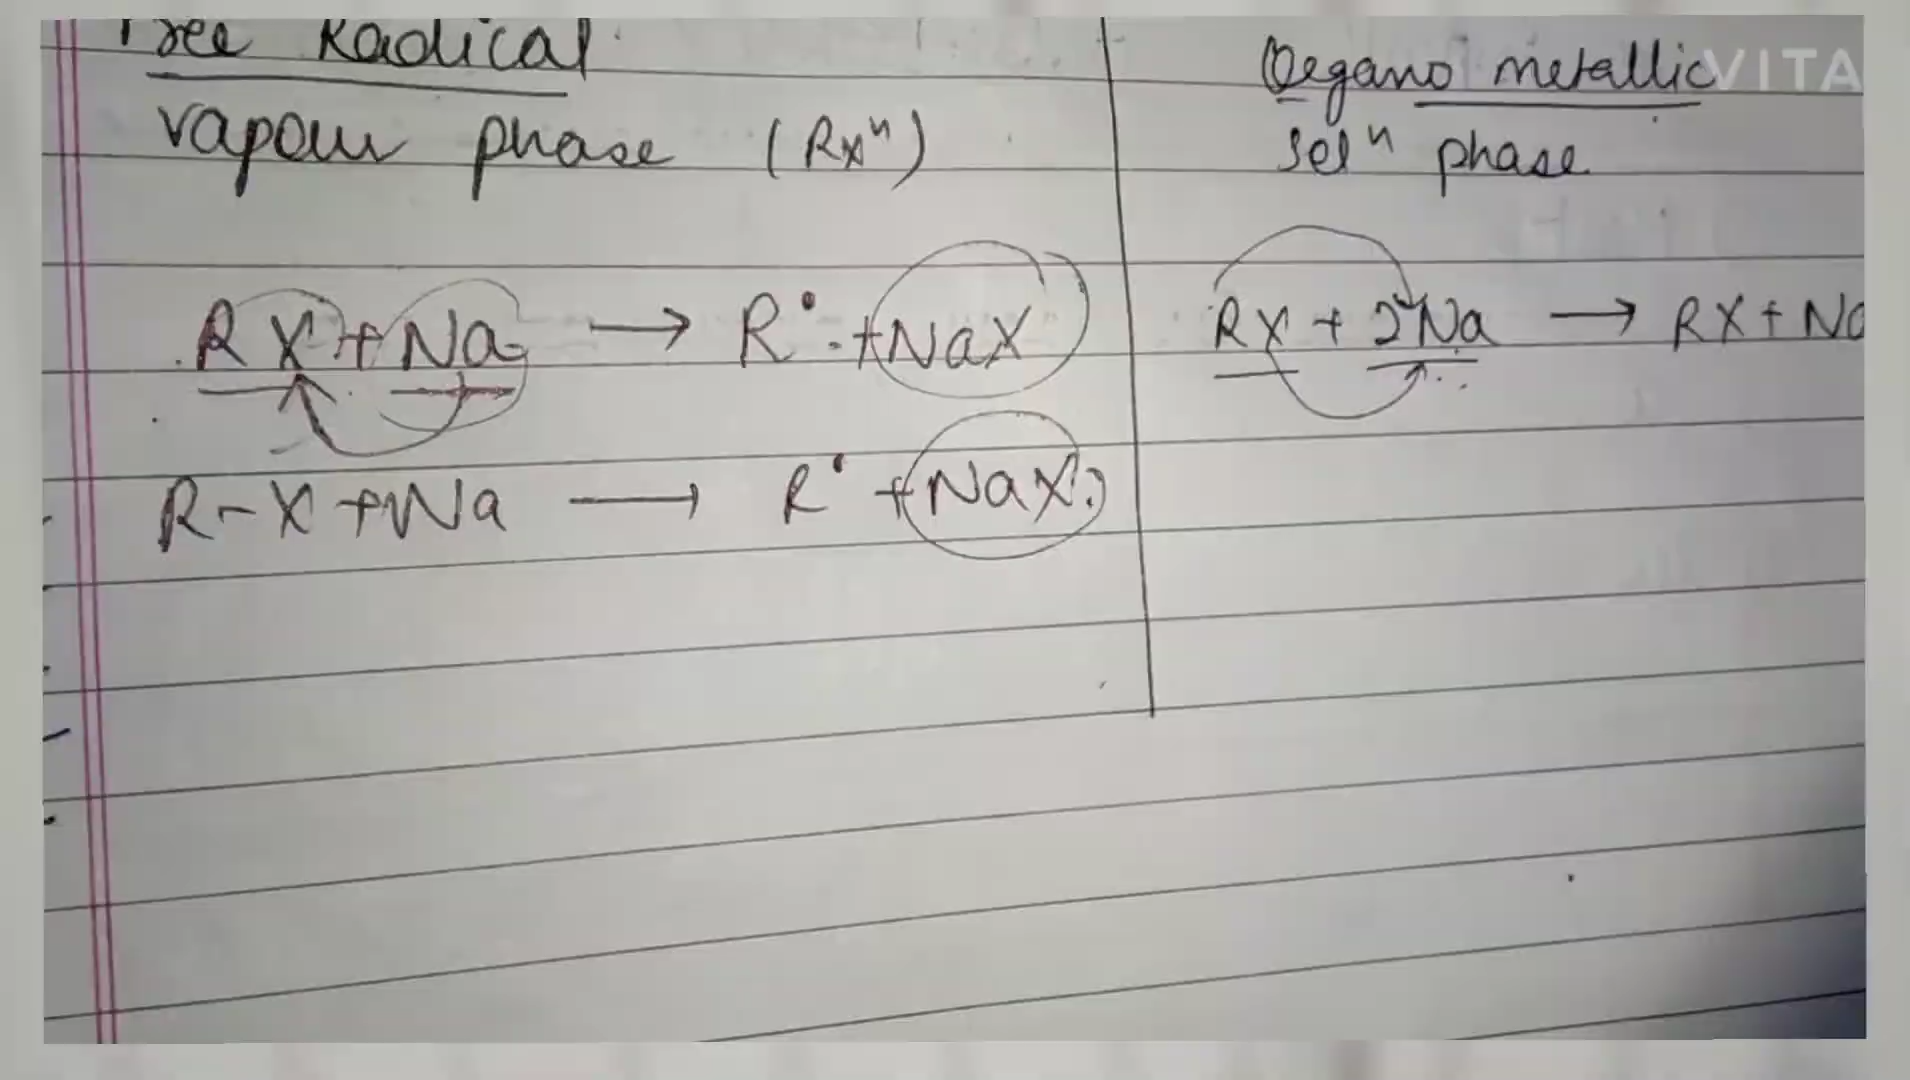 Free Radical
vapour phase (Rxⁿ)
RX + Na → R• + NaX
R-X + Na → R• + NaX
Organo metallic
solⁿ phase
RX + 2Na → RX + Na
VITA